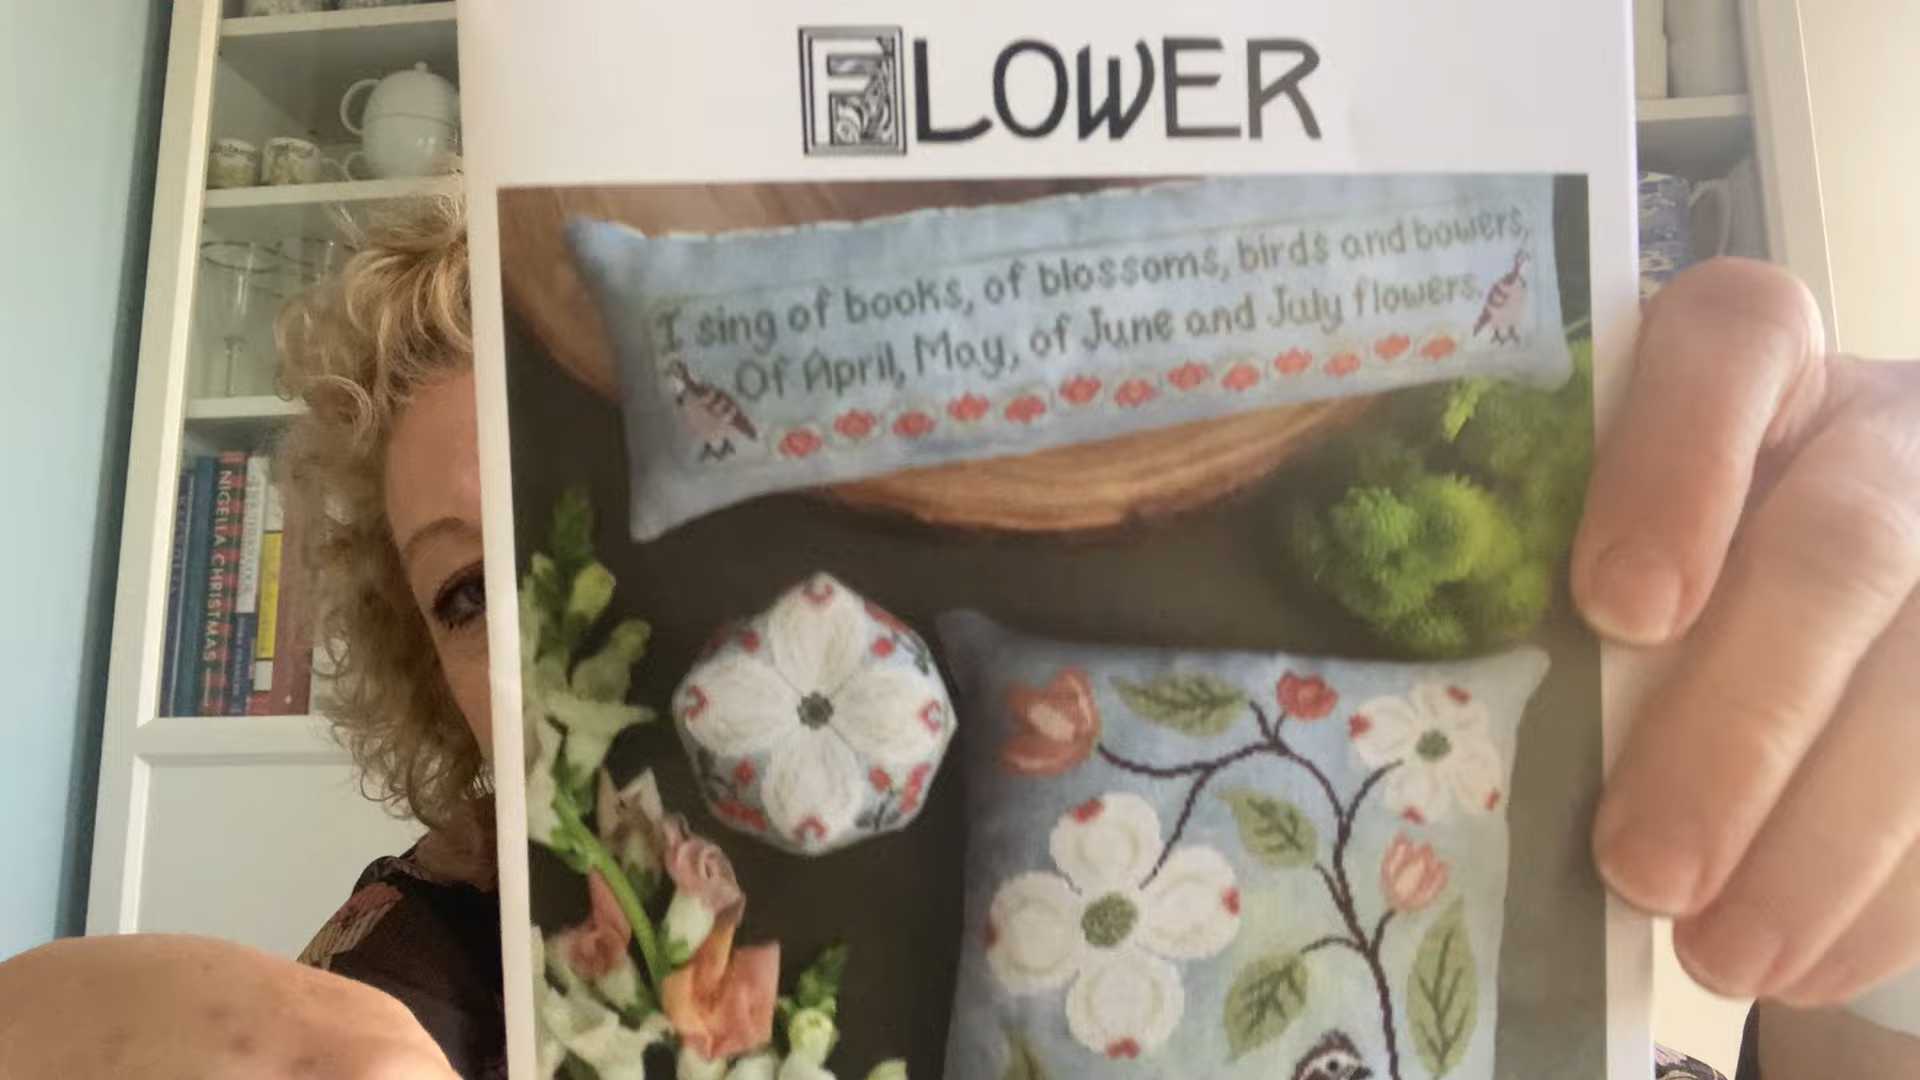 FLOWER
I sing of books, of blossoms, birds and bowers,
Of April, May, of June and July flowers.
NIGELLA CHRISTMAS